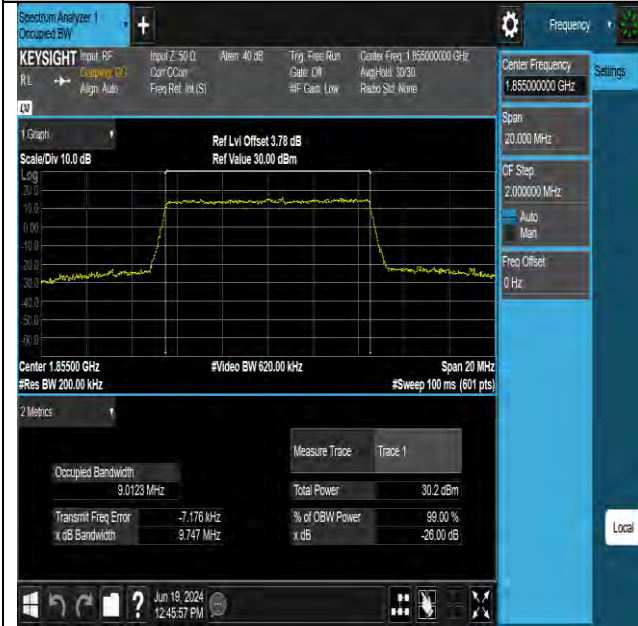 Spectrum Analyzer 1
Occupied BW
Frequency
KEYSIGHT
Input: RF
Input Z: 50 Ω
Atten: 40 dB
Trig: Free Run
Center Freq: 1.855000000 GHz
RL
Coupling: DC
Corr CCorr
Gate: Off
Avg|Hold: 30/30
Align: Auto
Freq Ref: Int (S)
#IF Gain: Low
Radio Std: None
LW
Center Frequency
1.855000000 GHz
Settings
Span
20.000 MHz
CF Step
2.000000 MHz
Auto
Man
Freq Offset
0 Hz
1 Graph
Ref Lvl Offset 3.78 dB
Scale/Div 10.0 dB
Ref Value 30.00 dBm
Log
20.0
10.0
0.00
-10.0
-20.0
-30.0
-40.0
-50.0
-60.0
Center 1.85500 GHz
#Video BW 620.00 kHz
Span 20 MHz
#Res BW 200.00 kHz
#Sweep 100 ms (601 pts)
2 Metrics
Measure Trace
Trace 1
Occupied Bandwidth
9.0123 MHz
Total Power
30.2 dBm
Transmit Freq Error
-7.176 kHz
% of OBW Power
99.00 %
x dB Bandwidth
9.747 MHz
x dB
-26.00 dB
Local
?
Jun 19, 2024
12:45:57 PM